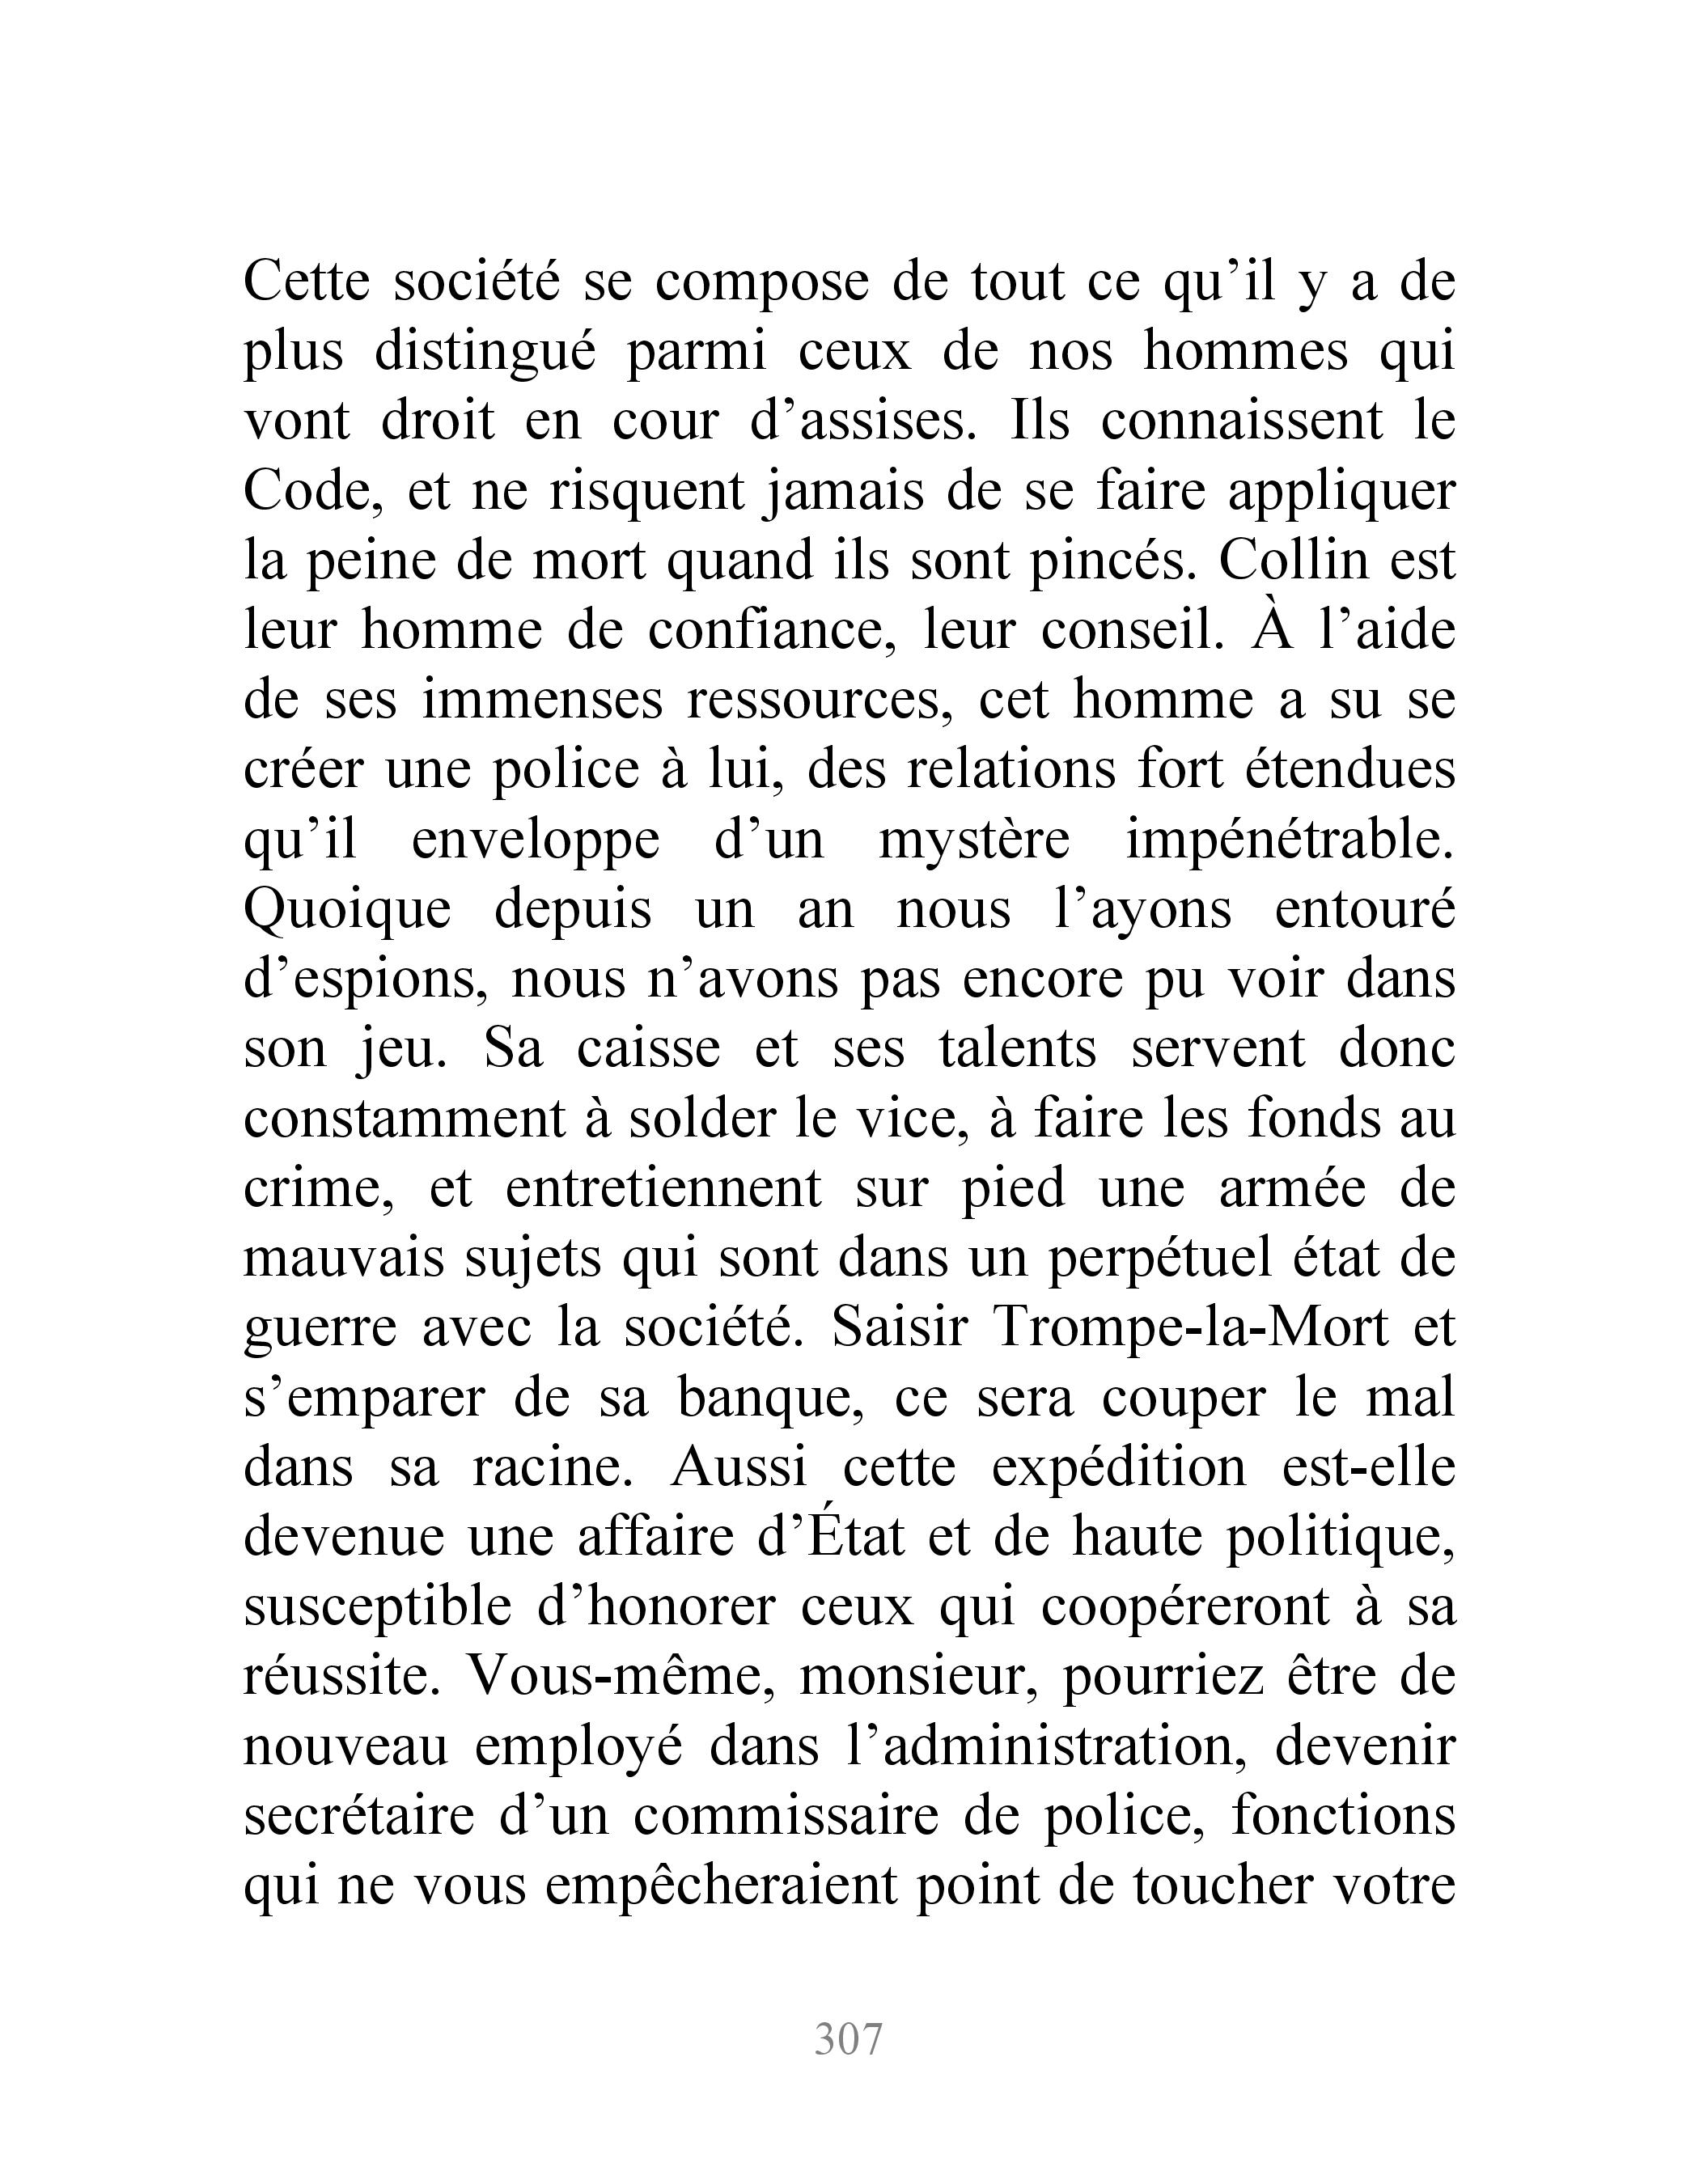 Cette société se compose de tout ce qu’il y a de
plus distingué parmi ceux de nos hommes qui
vont droit en cour d’assises. Ils connaissent le
Code, et ne risquent jamais de se faire appliquer
la peine de mort quand ils sont pincés. Collin est
leur homme de confiance, leur conseil. À l’aide
de ses immenses ressources, cet homme a su se
créer une police à lui, des relations fort étendues
qu’il enveloppe d’un mystère impénétrable.
Quoique depuis un an nous l’ayons entouré
d’espions, nous n’avons pas encore pu voir dans
son jeu. Sa caisse et ses talents servent donc
constamment à solder le vice, à faire les fonds au
crime, et entretiennent sur pied une armée de
mauvais sujets qui sont dans un perpétuel état de
guerre avec la société. Saisir Trompe-la-Mort et
s’emparer de sa banque, ce sera couper le mal
dans sa racine. Aussi cette expédition est-elle
devenue une affaire d’État et de haute politique,
susceptible d’honorer ceux qui coopéreront à sa
réussite. Vous-même, monsieur, pourriez être de
nouveau employé dans l’administration, devenir
secrétaire d’un commissaire de police, fonctions
qui ne vous empêcheraient point de toucher votre
307